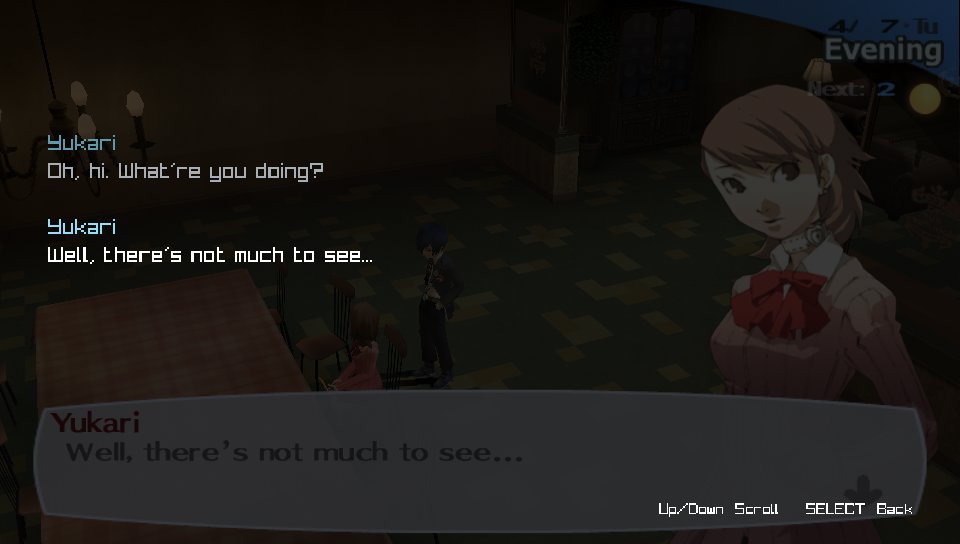 4/ 7·Tu
Evening
Next: 2
Yukari
Oh, hi. What're you doing?
Yukari
Well, there's not much to see...
Yukari
Well, there's not much to see...
Up/Down Scroll SELECT Back